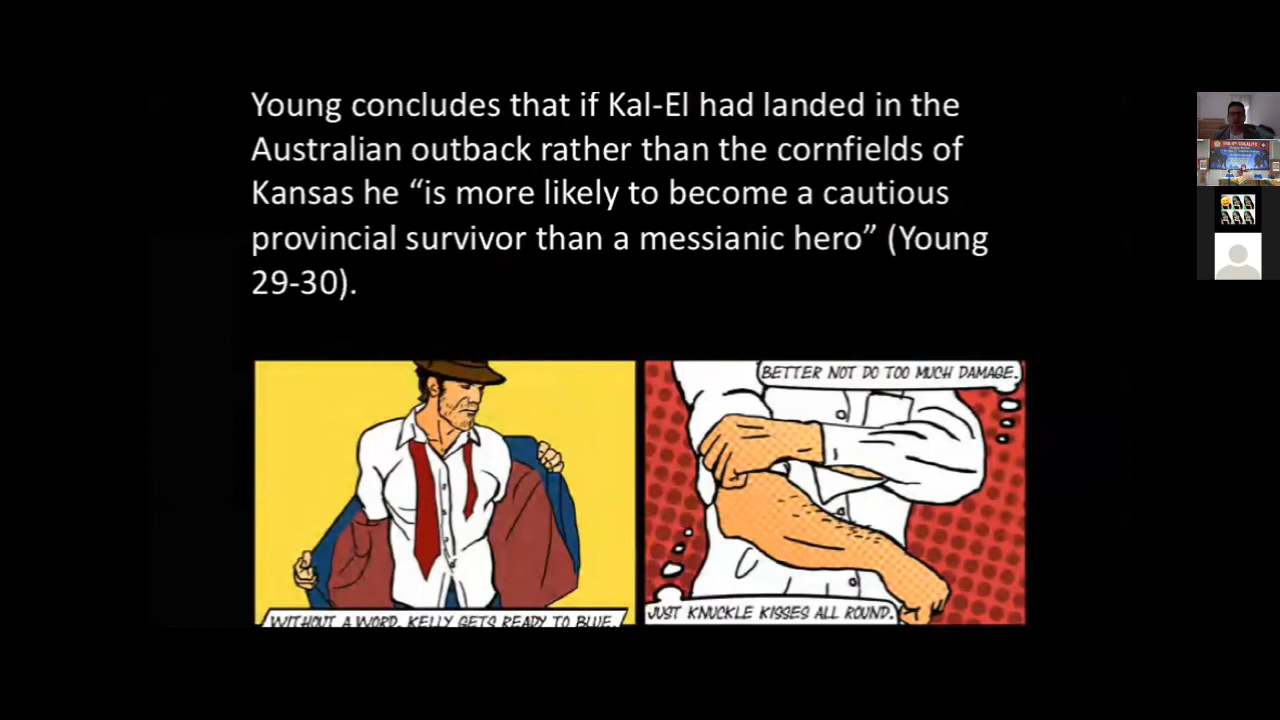 Young concludes that if Kal-El had landed in the
Australian outback rather than the cornfields of
Kansas he “is more likely to become a cautious
provincial survivor than a messianic hero” (Young
29-30).
BETTER NOT DO TOO MUCH DAMAGE.
WITHOUT A WORD, KELLY GETS READY TO BLUE.
JUST KNUCKLE KISSES ALL ROUND.